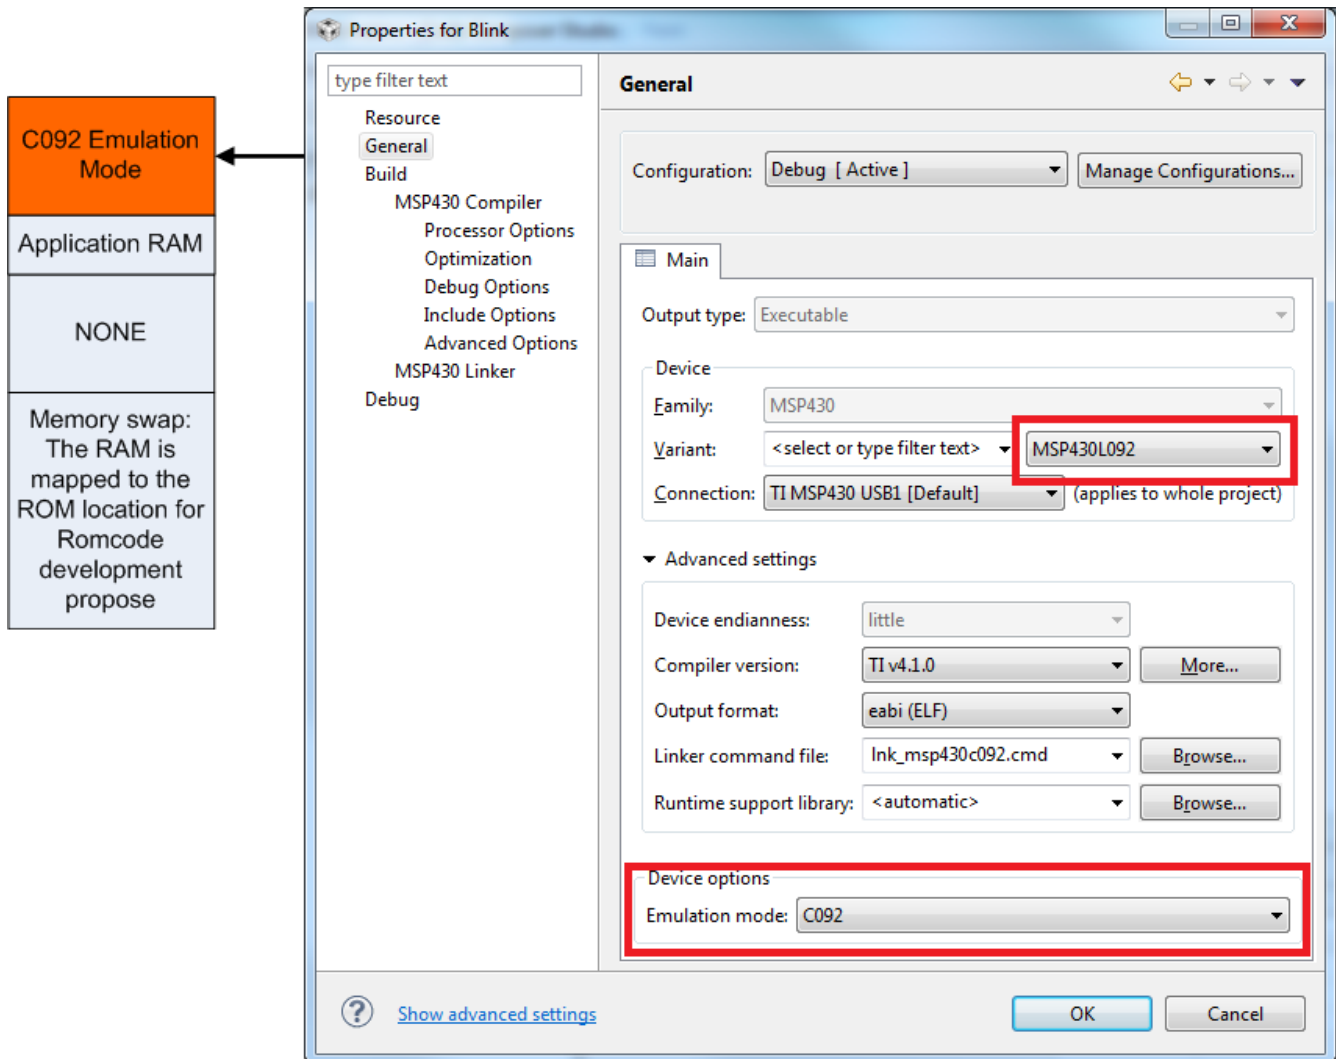 C092 Emulation
Mode
Application RAM
NONE
Memory swap:
The RAM is
mapped to the
ROM location for
Romcode
development
propose
Properties for Blink
type filter text
Resource
General
Build
MSP430 Compiler
Processor Options
Optimization
Debug Options
Include Options
Advanced Options
MSP430 Linker
Debug
General
Configuration: Debug [ Active ] Manage Configurations...
Main
Output type: Executable
Device
Family: MSP430
Variant: <select or type filter text> MSP430L092
Connection: TI MSP430 USB1 [Default] (applies to whole project)
Advanced settings
Device endianness: little
Compiler version: TI v4.1.0 More...
Output format: eabi (ELF)
Linker command file: lnk_msp430c092.cmd Browse...
Runtime support library: <automatic> Browse...
Device options
Emulation mode: C092
Show advanced settings OK Cancel